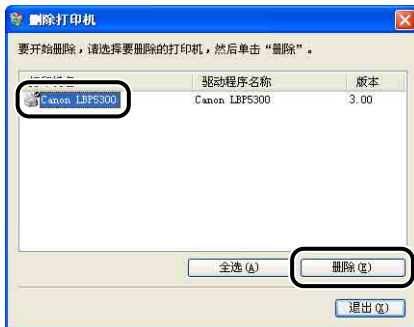 删除打印机
要开始删除，请选择要删除的打印机，然后单击“删除”。
驱动程序名称 版本
Canon LBP5300 Canon LBP5300 3.00
全选(A) 删除(E)
退出(X)